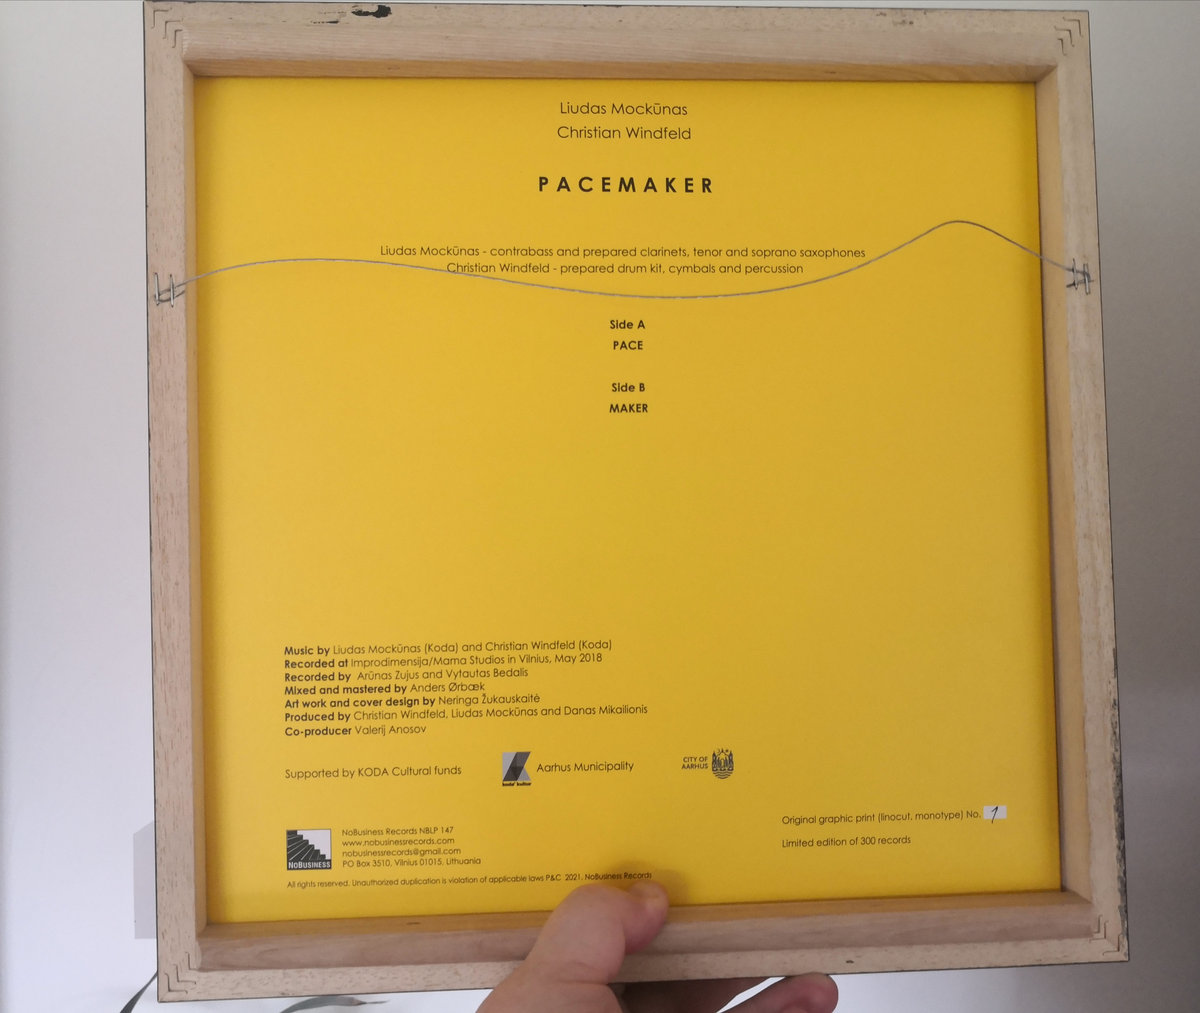 Liudas Mockūnas
Christian Windfeld
PACEMAKER
Liudas Mockūnas - contrabass and prepared clarinets, tenor and soprano saxophones
Christian Windfeld - prepared drum kit, cymbals and percussion
Side A
PACE
Side B
MAKER
Music by Liudas Mockūnas (Koda) and Christian Windfeld (Koda)
Recorded at Improdimensija/Mama Studios in Vilnius, May 2018
Recorded by Arūnas Zujus and Vytautas Bedalis
Mixed and mastered by Anders Ørbæk
Art work and cover design by Neringa Žukauskaitė
Produced by Christian Windfeld, Liudas Mockūnas and Danas Mikailionis
Co-producer Valerij Anosov
Supported by KODA Cultural funds
koda' kultur
Aarhus Municipality
CITY OF
AARHUS
NoBusiness
NoBusiness Records NBLP 147
www.nobusinessrecords.com
nobusinessrecords@gmail.com
PO Box 3510, Vilnius 01015, Lithuania
All rights reserved. Unauthorized duplication is violation of applicable laws P&C 2021, NoBusiness Records
Original graphic print (linocut, monotype) No. 1
Limited edition of 300 records